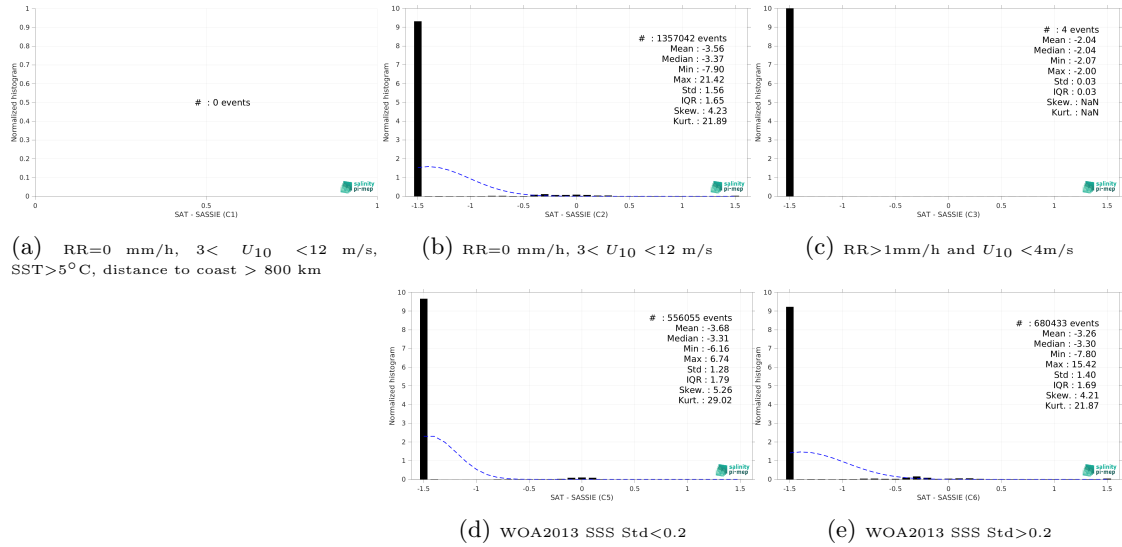 1
0.9
0.8
0.7
0.6
0.5
0.4
0.3
0.2
0.1
0
Normalized histogram
# : 0 events
salinity
pi-mep
0 0.5 1
SAT - SASSIE (C1)
(a) RR=0 mm/h, 3< U10 <12 m/s,
SST>5°C, distance to coast > 800 km
10
9
8
7
6
5
4
3
2
1
0
Normalized histogram
# : 1357042 events
Mean : -3.56
Median : -3.37
Min : -7.90
Max : 21.42
Std : 1.56
IQR : 1.65
Skew. : 4.23
Kurt. : 21.89
salinity
pi-mep
-1.5 -1 -0.5 0 0.5 1 1.5
SAT - SASSIE (C2)
(b) RR=0 mm/h, 3< U10 <12 m/s
10
9
8
7
6
5
4
3
2
1
0
Normalized histogram
# : 4 events
Mean : -2.04
Median : -2.04
Min : -2.07
Max : -2.00
Std : 0.03
IQR : 0.03
Skew. : NaN
Kurt. : NaN
salinity
pi-mep
-1.5 -1 -0.5 0 0.5 1 1.5
SAT - SASSIE (C3)
(c) RR>1mm/h and U10 <4m/s
10
9
8
7
6
5
4
3
2
1
0
Normalized histogram
# : 556055 events
Mean : -3.68
Median : -3.31
Min : -6.16
Max : 6.74
Std : 1.28
IQR : 1.79
Skew. : 5.26
Kurt. : 29.02
salinity
pi-mep
-1.5 -1 -0.5 0 0.5 1 1.5
SAT - SASSIE (C5)
(d) WOA2013 SSS Std<0.2
10
9
8
7
6
5
4
3
2
1
0
Normalized histogram
# : 680433 events
Mean : -3.26
Median : -3.30
Min : -7.80
Max : 15.42
Std : 1.40
IQR : 1.69
Skew. : 4.21
Kurt. : 21.87
salinity
pi-mep
-1.5 -1 -0.5 0 0.5 1 1.5
SAT - SASSIE (C6)
(e) WOA2013 SSS Std>0.2